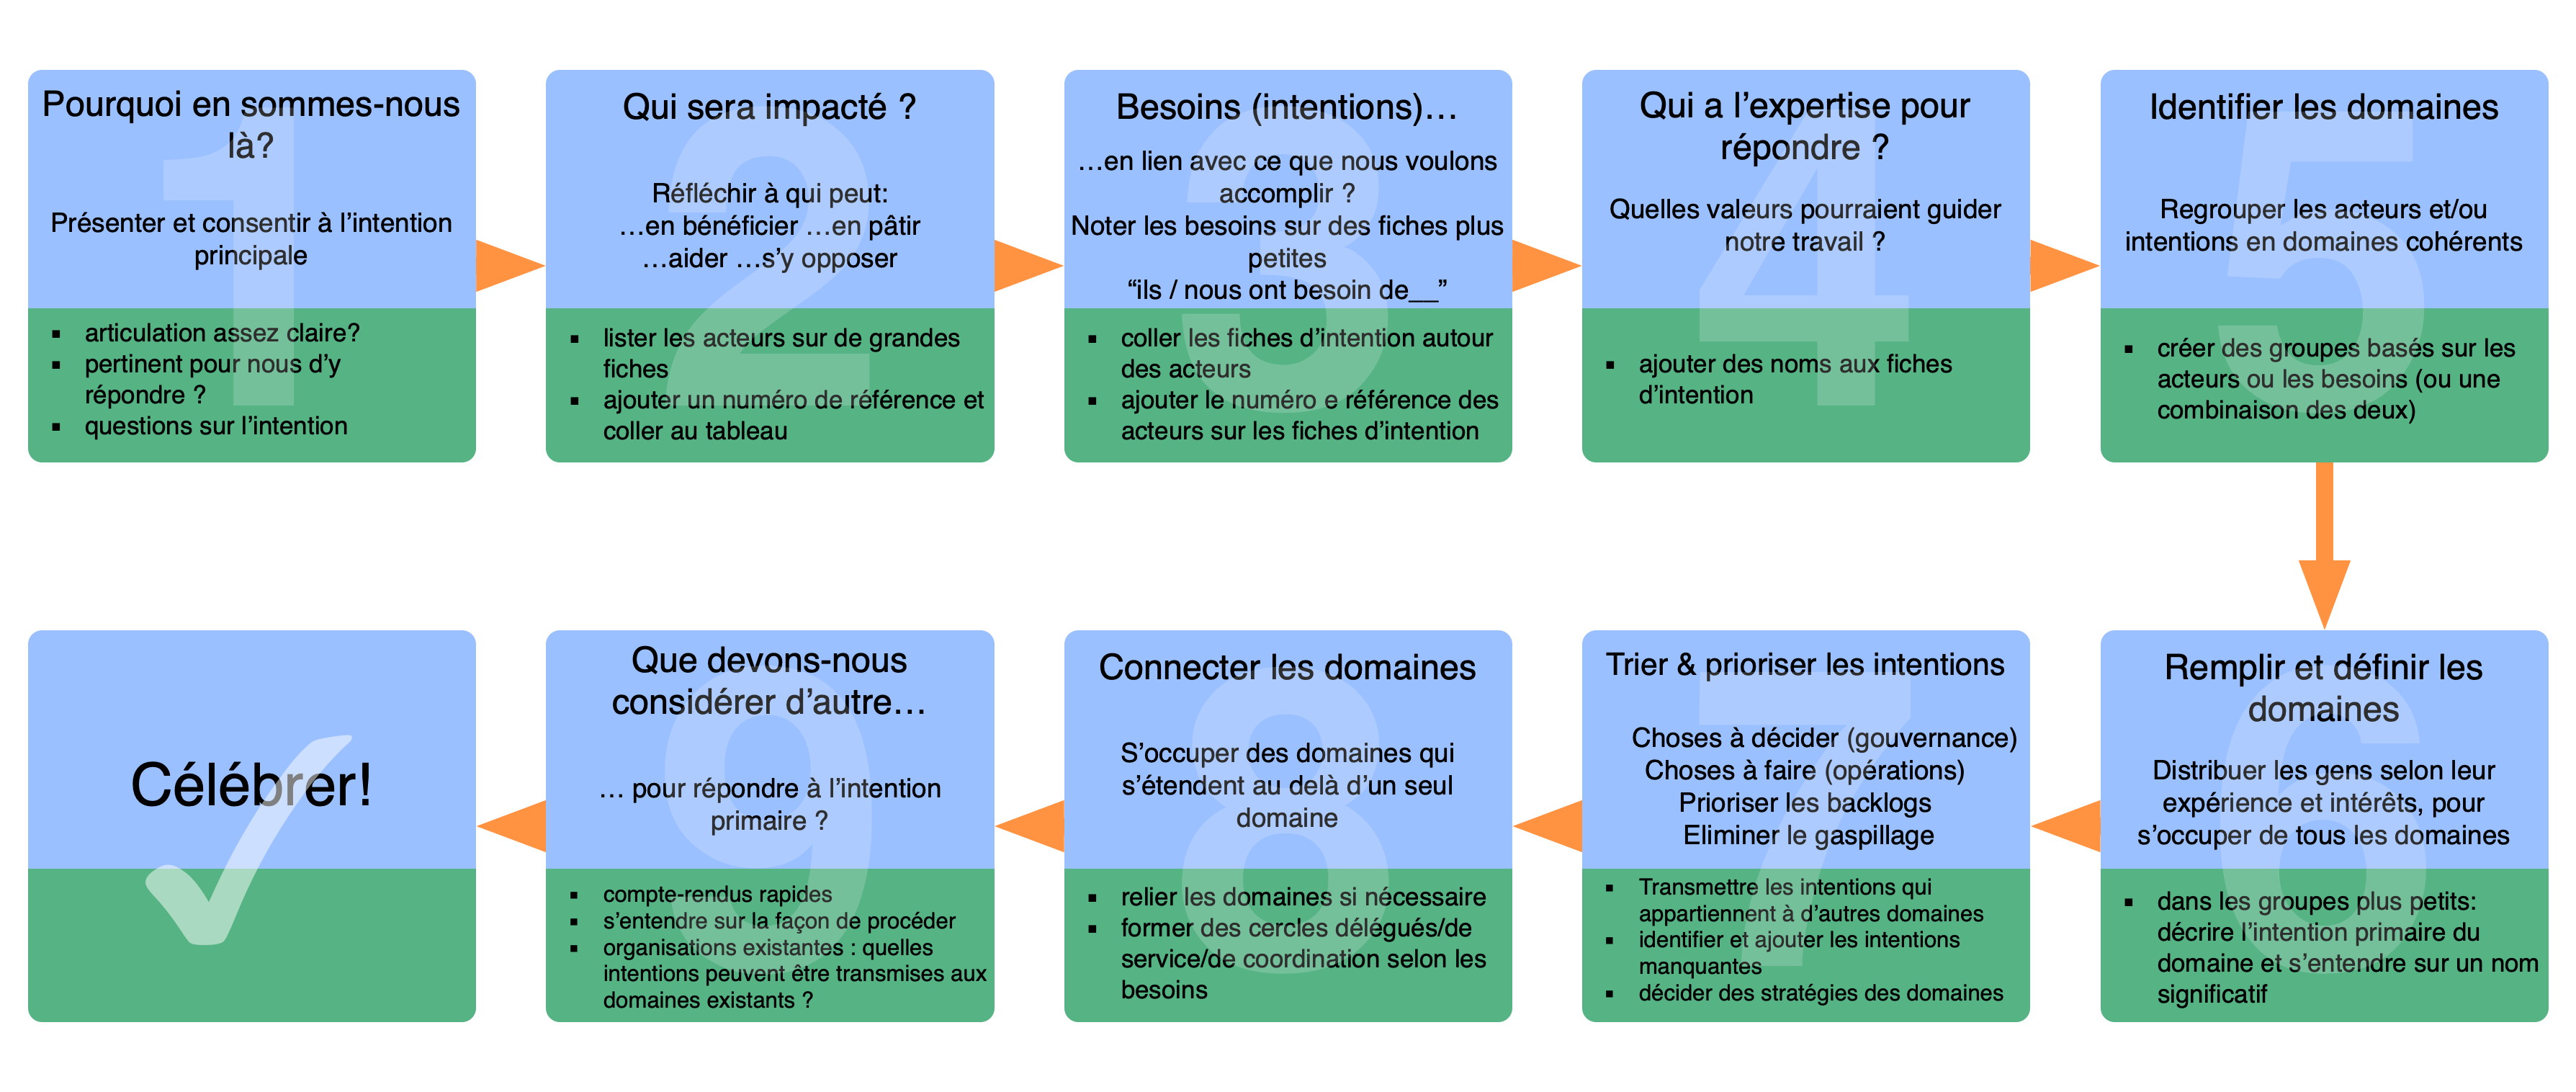 1
Pourquoi en sommes-nous
là?
Présenter et consentir à l’intention
principale
▪ articulation assez claire?
▪ pertinent pour nous d’y
répondre ?
▪ questions sur l’intention
2
Qui sera impacté ?
Réfléchir à qui peut:
…en bénéficier …en pâtir
…aider …s’y opposer
▪ lister les acteurs sur de grandes
fiches
▪ ajouter un numéro de référence et
coller au tableau
3
Besoins (intentions)…
…en lien avec ce que nous voulons
accomplir ?
Noter les besoins sur des fiches plus
petites
“ils / nous ont besoin de__”
▪ coller les fiches d’intention autour
des acteurs
▪ ajouter le numéro e référence des
acteurs sur les fiches d’intention
4
Qui a l’expertise pour
répondre ?
Quelles valeurs pourraient guider
notre travail ?
▪ ajouter des noms aux fiches
d’intention
5
Identifier les domaines
Regrouper les acteurs et/ou
intentions en domaines cohérents
▪ créer des groupes basés sur les
acteurs ou les besoins (ou une
combinaison des deux)
6
Remplir et définir les
domaines
Distribuer les gens selon leur
expérience et intérêts, pour
s’occuper de tous les domaines
▪ dans les groupes plus petits:
décrire l’intention primaire du
domaine et s’entendre sur un nom
significatif
7
Trier & prioriser les intentions
Choses à décider (gouvernance)
Choses à faire (opérations)
Prioriser les backlogs
Eliminer le gaspillage
▪ Transmettre les intentions qui
appartiennent à d’autres domaines
▪ identifier et ajouter les intentions
manquantes
▪ décider des stratégies des domaines
8
Connecter les domaines
S’occuper des domaines qui
s’étendent au delà d’un seul
domaine
▪ relier les domaines si nécessaire
▪ former des cercles délégués/de
service/de coordination selon les
besoins
9
Que devons-nous
considérer d’autre…
… pour répondre à l’intention
primaire ?
▪ compte-rendus rapides
▪ s’entendre sur la façon de procéder
▪ organisations existantes : quelles
intentions peuvent être transmises aux
domaines existants ?
✓
Célébrer!